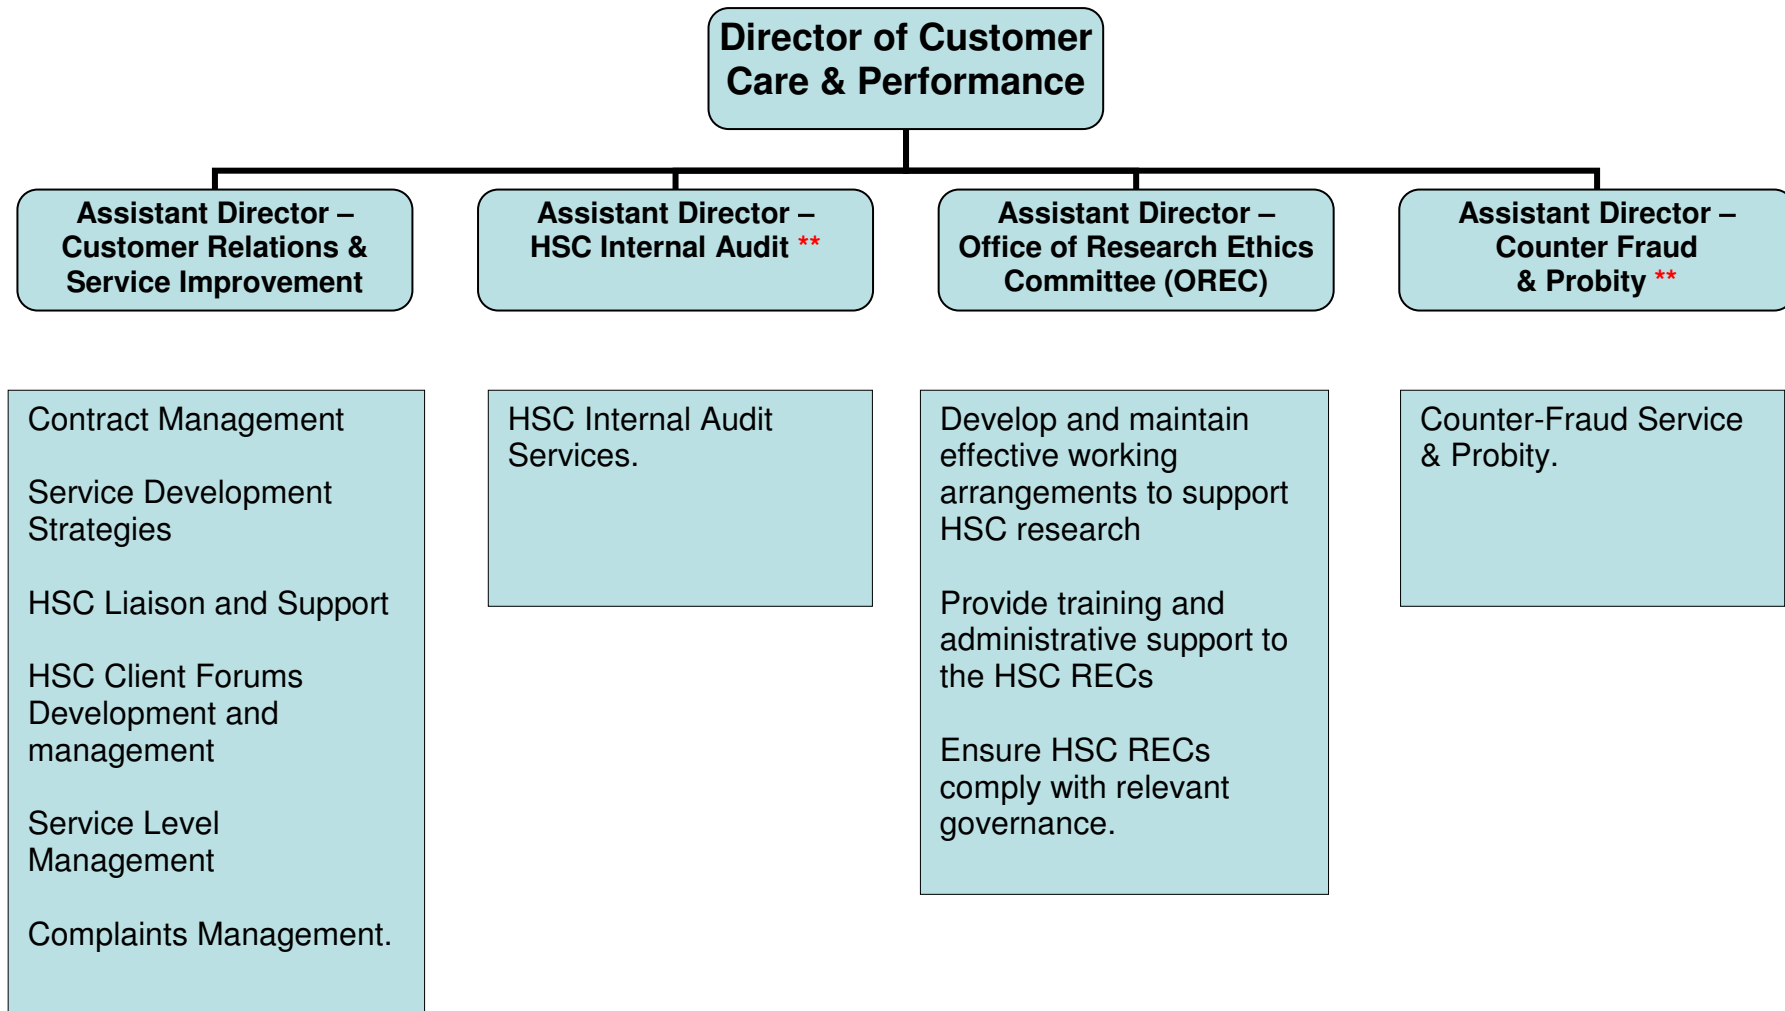 Director of Customer
Care & Performance
Assistant Director –
Customer Relations &
Service Improvement
Assistant Director –
HSC Internal Audit **
Assistant Director –
Office of Research Ethics
Committee (OREC)
Assistant Director –
Counter Fraud
& Probity **
Contract Management
Service Development
Strategies
HSC Liaison and Support
HSC Client Forums
Development and
management
Service Level
Management
Complaints Management.
HSC Internal Audit
Services.
Develop and maintain
effective working
arrangements to support
HSC research
Provide training and
administrative support to
the HSC RECs
Ensure HSC RECs
comply with relevant
governance.
Counter-Fraud Service
& Probity.